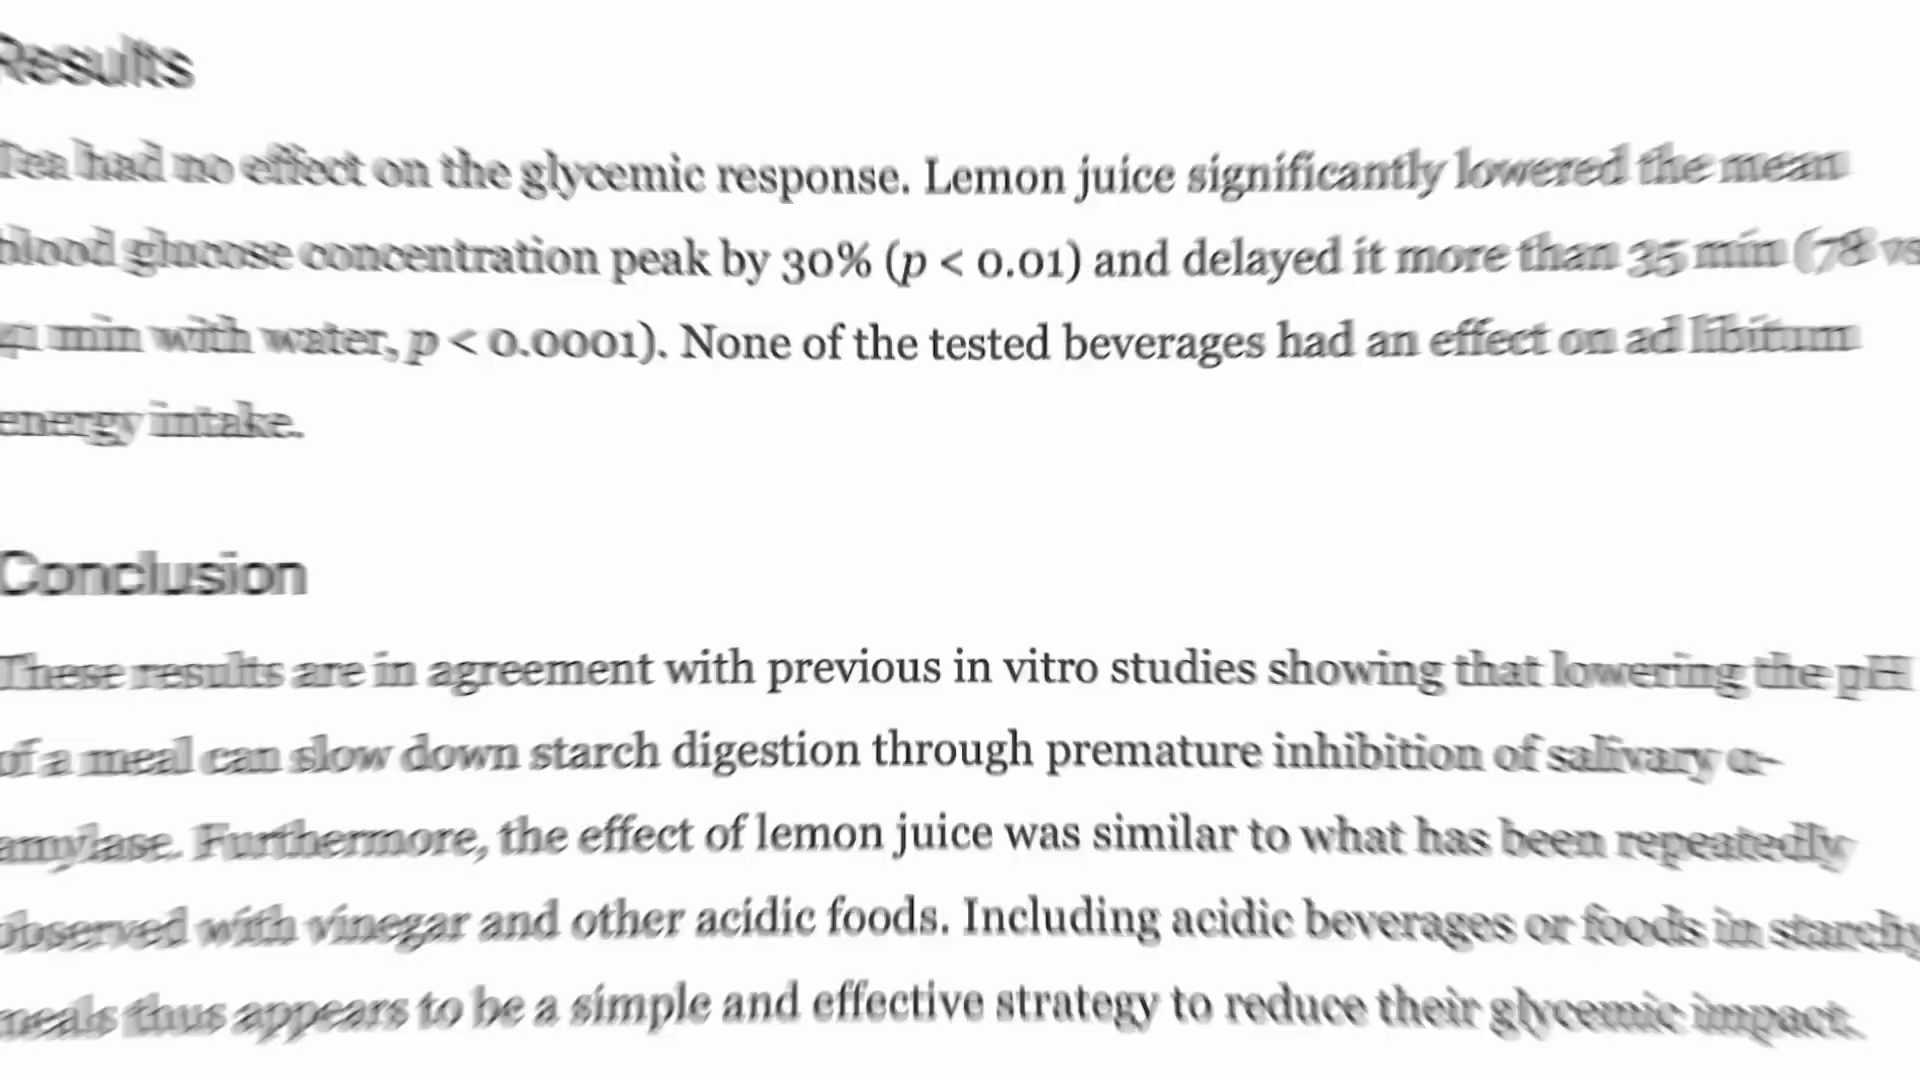 Results
Tea had no effect on the glycemic response. Lemon juice significantly lowered the mean
blood glucose concentration peak by 30% (p < 0.01) and delayed it more than 35 min (78 vs
41 min with water, p < 0.0001). None of the tested beverages had an effect on ad libitum
energy intake.
Conclusion
These results are in agreement with previous in vitro studies showing that lowering the pH
of a meal can slow down starch digestion through premature inhibition of salivary α-
amylase. Furthermore, the effect of lemon juice was similar to what has been repeatedly
observed with vinegar and other acidic foods. Including acidic beverages or foods in starchy
meals thus appears to be a simple and effective strategy to reduce their glycemic impact.